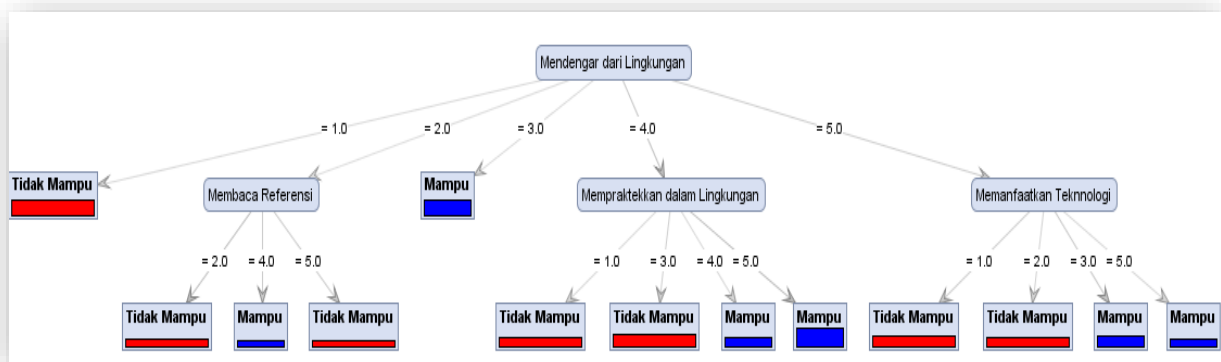 Mendengar dari Lingkungan
= 1.0
= 2.0
= 3.0
= 4.0
= 5.0
Tidak Mampu
Membaca Referensi
Mampu
Mempraktekkan dalam Lingkungan
Memanfaatkan Teknnologi
= 2.0
= 4.0
= 5.0
= 1.0
= 3.0
= 4.0
= 5.0
= 1.0
= 2.0
= 3.0
= 5.0
Tidak Mampu
Mampu
Tidak Mampu
Tidak Mampu
Tidak Mampu
Mampu
Mampu
Tidak Mampu
Tidak Mampu
Mampu
Mampu